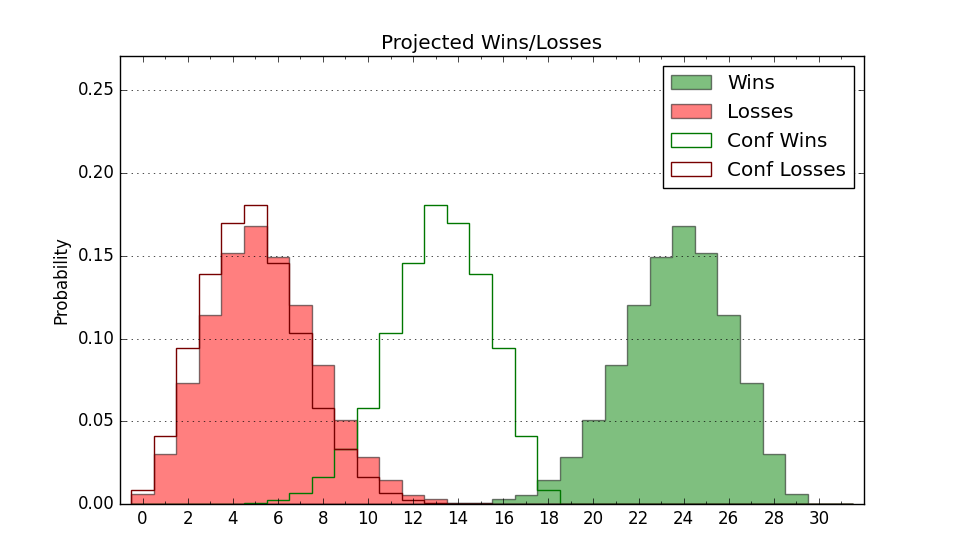 Projected Wins/Losses
Wins
Losses
Conf Wins
Conf Losses
Probability
0.25
0.20
0.15
0.10
0.05
0.00
0 2 4 6 8 10 12 14 16 18 20 22 24 26 28 30